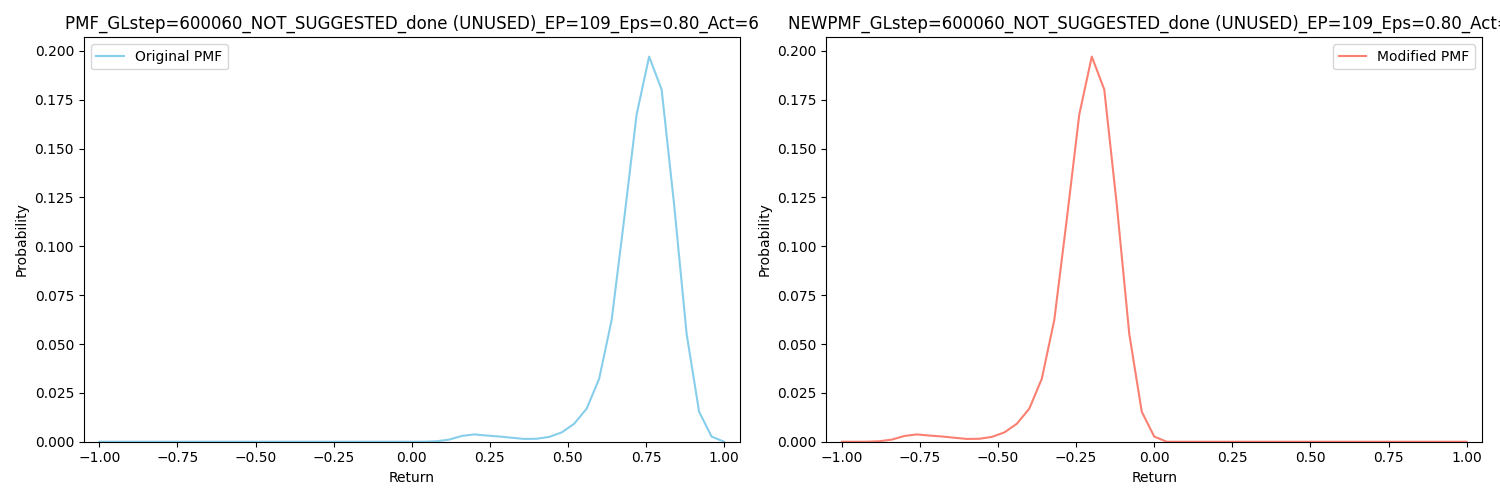 PMF_GLstep=600060_NOT_SUGGESTED_done (UNUSED)_EP=109_Eps=0.80_Act=6
Original PMF
0.200
0.175
0.150
0.125
0.100
0.075
0.050
0.025
0.000
Probability
−1.00 −0.75 −0.50 −0.25 0.00 0.25 0.50 0.75 1.00
Return
NEWPMF_GLstep=600060_NOT_SUGGESTED_done (UNUSED)_EP=109_Eps=0.80_Act=
Modified PMF
0.200
0.175
0.150
0.125
0.100
0.075
0.050
0.025
0.000
Probability
−1.00 −0.75 −0.50 −0.25 0.00 0.25 0.50 0.75 1.00
Return